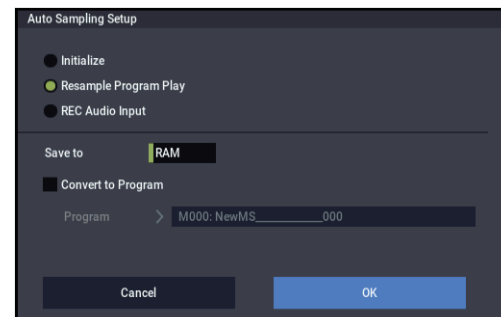 Auto Sampling Setup
Initialize
Resample Program Play
REC Audio Input
Save to RAM
Convert to Program
Program > M000: NewMS____________000
Cancel OK